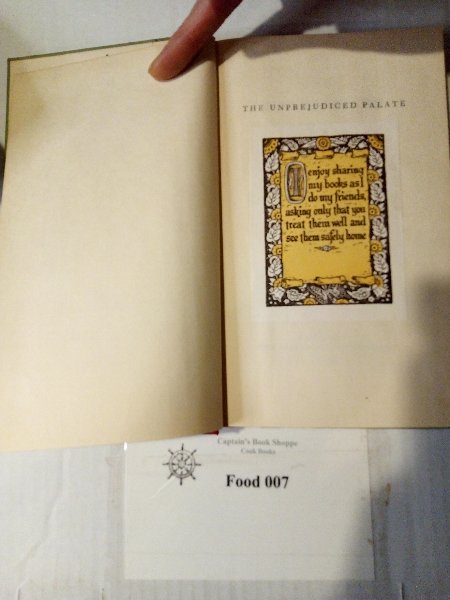 THE UNPREJUDICED PALATE
I enjoy sharing
my books as I
do my friends,
asking only that you
treat them well and
see them safely home
Captain's Book Shoppe
Cook Books
Food 007